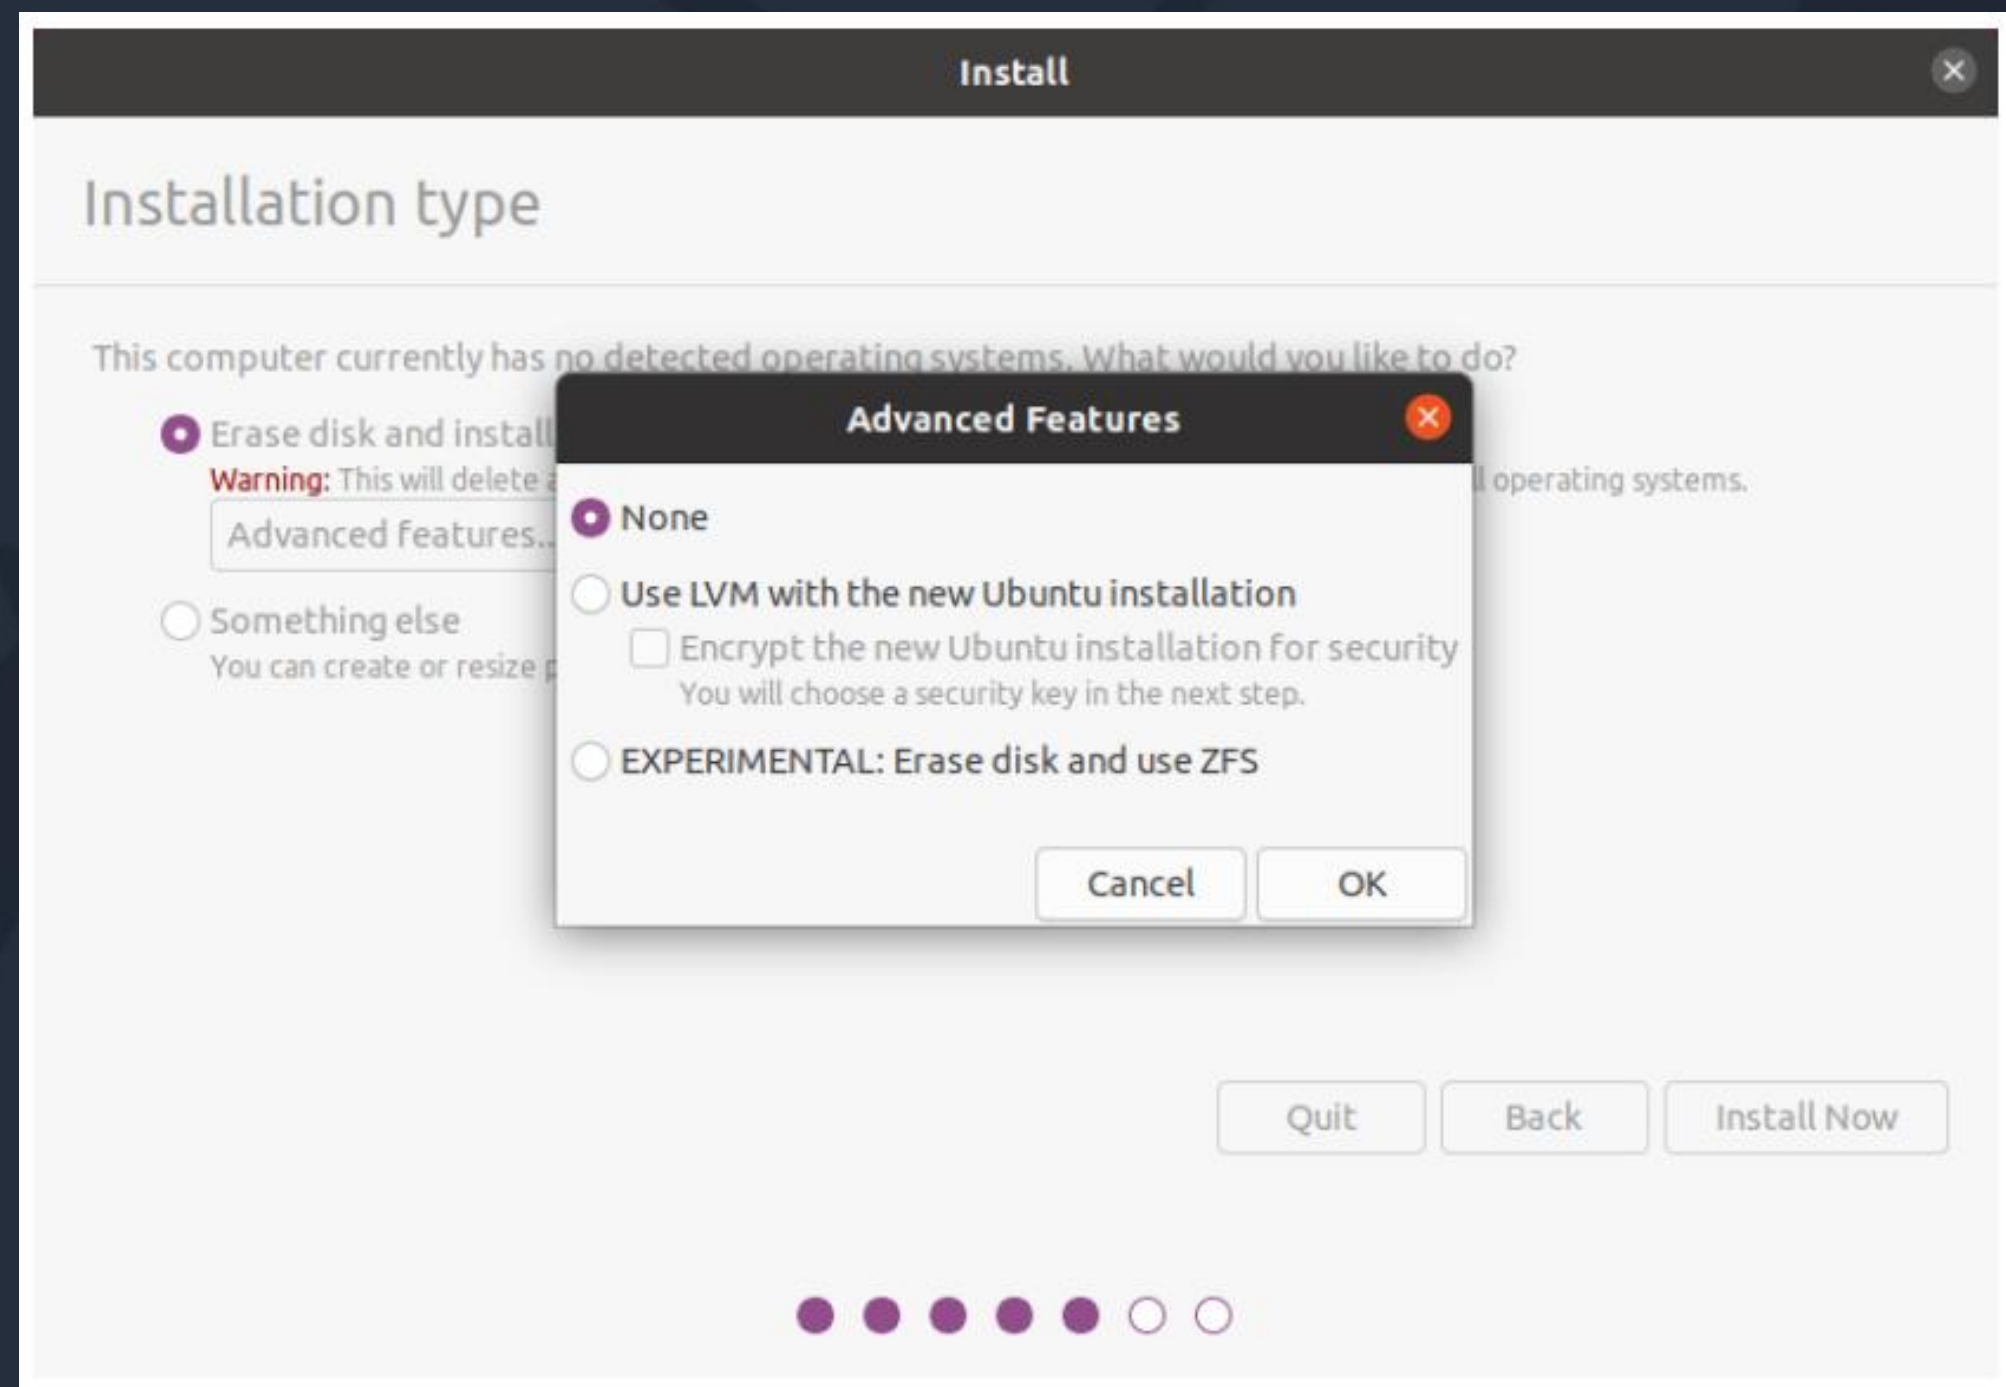 Install
Installation type
This computer currently has no detected operating systems. What would you like to do?
Erase disk and install
Warning: This will delete
operating systems.
Advanced features...
Something else
You can create or resize
Advanced Features
None
Use LVM with the new Ubuntu installation
Encrypt the new Ubuntu installation for security
You will choose a security key in the next step.
EXPERIMENTAL: Erase disk and use ZFS
Cancel
OK
Quit
Back
Install Now